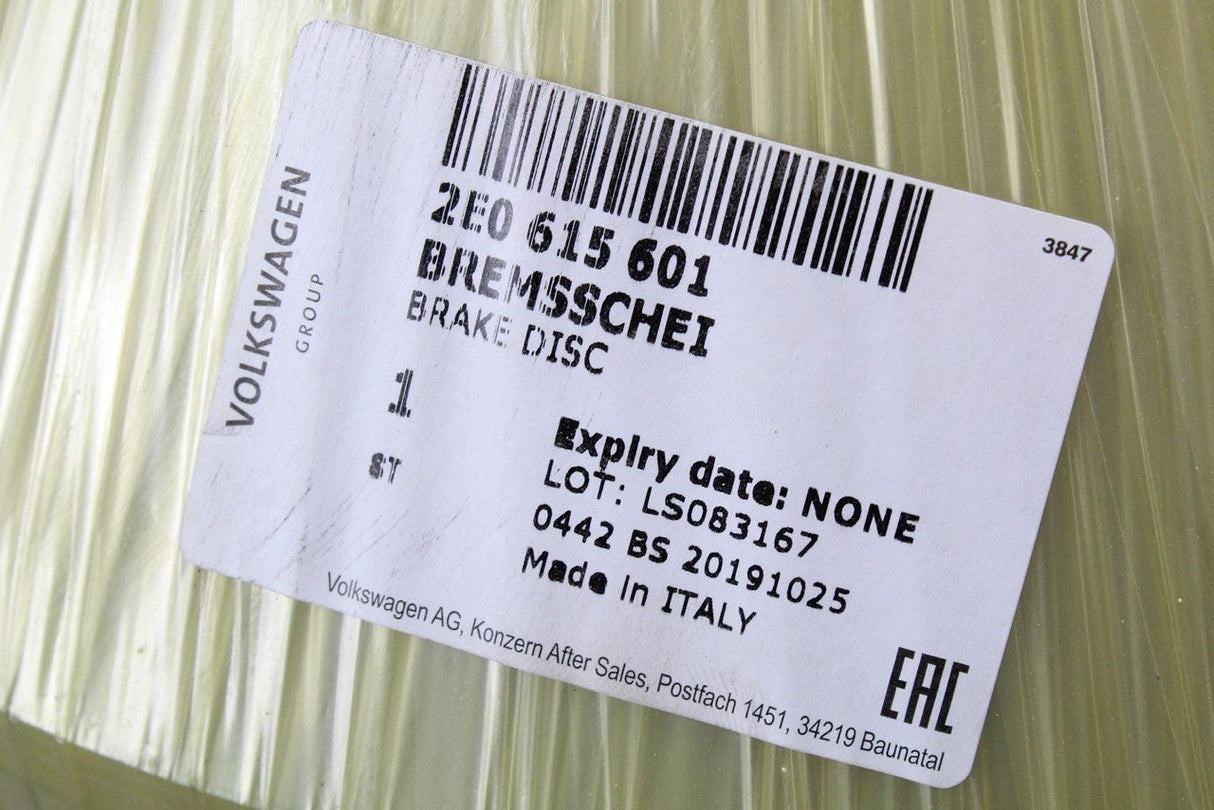 VOLKSWAGEN
GROUP
3847
2E0 615 601
BREMSSCHEI
BRAKE DISC
1
ST
Expiry date: NONE
LOT: LS083167
0442 BS 20191025
Made in ITALY
EAC
Volkswagen AG, Konzern After Sales, Postfach 1451, 34219 Baunatal